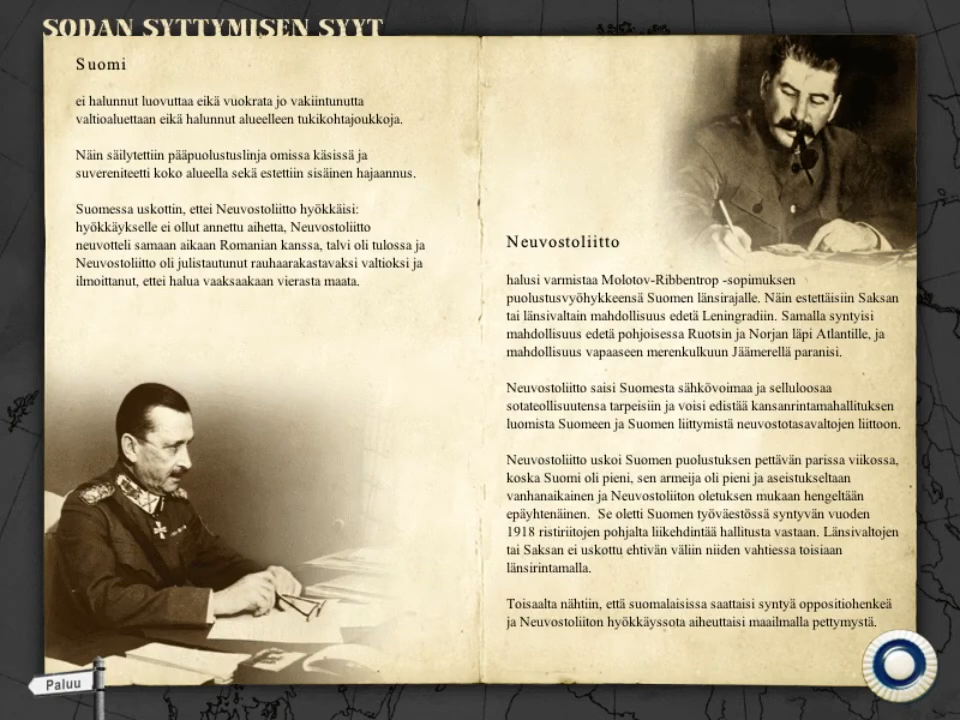 SODAN SYTTYMISEN SYYT
Suomi
ei halunnut luovuttaa eikä vuokrata jo vakiintunutta
valtioaluettaan eikä halunnut alueelleen tukikohtajoukkoja.
Näin säilytettiin pääpuolustuslinja omissa käsissä ja
suvereniteetti koko alueella sekä estettiin sisäinen hajaannus.
Suomessa uskottin, ettei Neuvostoliitto hyökkäisi:
hyökkäykselle ei ollut annettu aihetta, Neuvostoliitto
neuvotteli samaan aikaan Romanian kanssa, talvi oli tulossa ja
Neuvostoliitto oli julistautunut rauhaarakastavaksi valtioksi ja
ilmoittanut, ettei halua vaaksaakaan vierasta maata.
Neuvostoliitto
halusi varmistaa Molotov-Ribbentrop -sopimuksen
puolustusvyöhykkeensä Suomen länsirajalle. Näin estettäisiin Saksan
tai länsivaltain mahdollisuus edetä Leningradiin. Samalla syntyisi
mahdollisuus edetä pohjoisessa Ruotsin ja Norjan läpi Atlantille, ja
mahdollisuus vapaaseen merenkulkuun Jäämerellä paranisi.
Neuvostoliitto saisi Suomesta sähkövoimaa ja selluloosaa
sotateollisuutensa tarpeisiin ja voisi edistää kansanrintamahallituksen
luomista Suomeen ja Suomen liittymistä neuvostotasavaltojen liittoon.
Neuvostoliitto uskoi Suomen puolustuksen pettävän parissa viikossa,
koska Suomi oli pieni, sen armeija oli pieni ja aseistukseltaan
vanhanaikainen ja Neuvostoliiton oletuksen mukaan hengeltään
epäyhtenäinen. Se oletti Suomen työväestössä syntyvän vuoden
1918 ristiriitojen pohjalta liikehdintää hallitusta vastaan. Länsivaltojen
tai Saksan ei uskottu ehtivän väliin niiden vahtiessa toisiaan
länsirintamalla.
Toisaalta nähtiin, että suomalaisissa saattaisi syntyä oppositiohenkeä
ja Neuvostoliiton hyökkäyssota aiheuttaisi maailmalla pettymystä.
Paluu